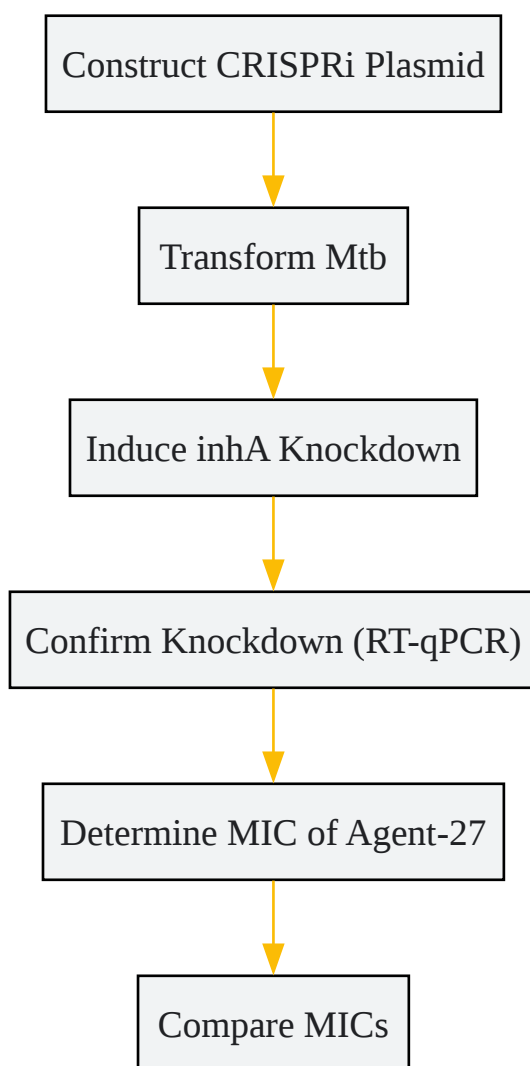 Construct CRISPRi Plasmid
Transform Mtb
Induce inhA Knockdown
Confirm Knockdown (RT-qPCR)
Determine MIC of Agent-27
Compare MICs